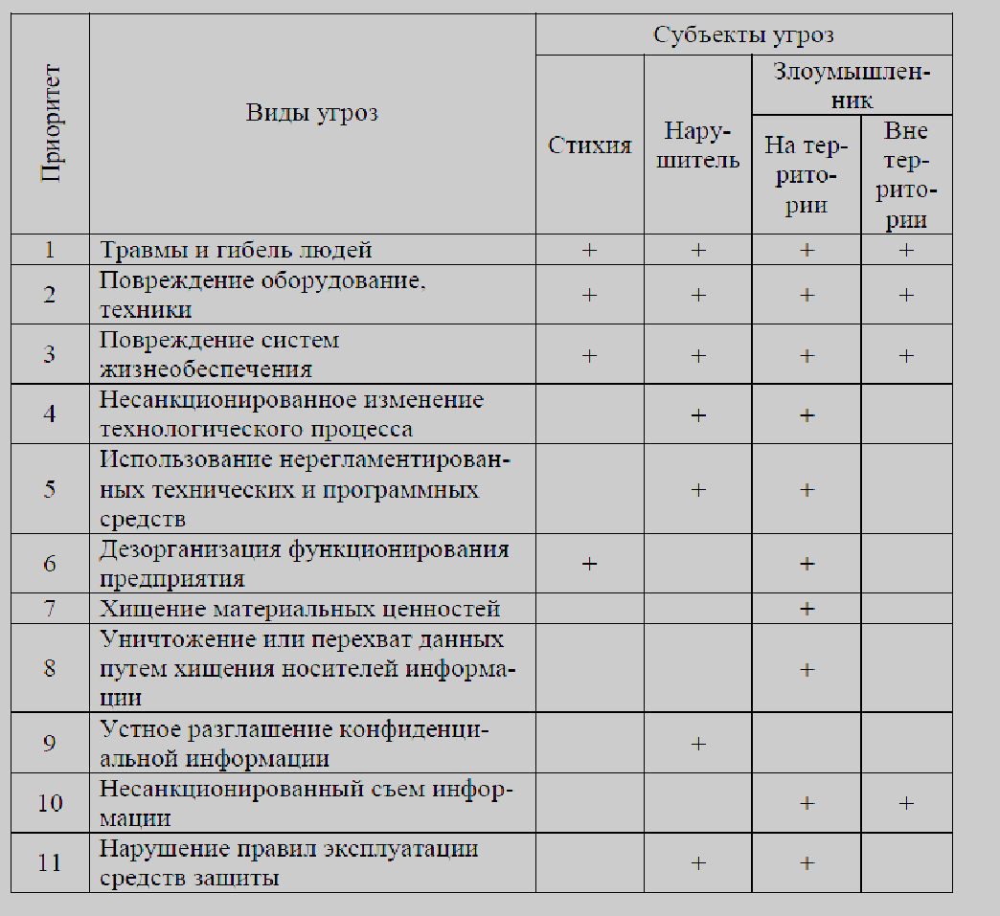 Приоритет
Виды угроз
Субъекты угроз
Стихия
Нару-
шитель
Злоумышлен-
ник
На тер-
рито-
рии
Вне
тер-
рито-
рии
1 Травмы и гибель людей + + + +
2 Повреждение оборудование,
техники + + + +
3 Повреждение систем
жизнеобеспечения + + + +
4 Несанкционированное изменение
технологического процесса + +
5 Использование нерегламентирован-
ных технических и программных
средств + +
6 Дезорганизация функционирования
предприятия + +
7 Хищение материальных ценностей +
8 Уничтожение или перехват данных
путем хищения носителей информа-
ции +
9 Устное разглашение конфиденци-
альной информации +
10 Несанкционированный съем инфор-
мации + +
11 Нарушение правил эксплуатации
средств защиты + +